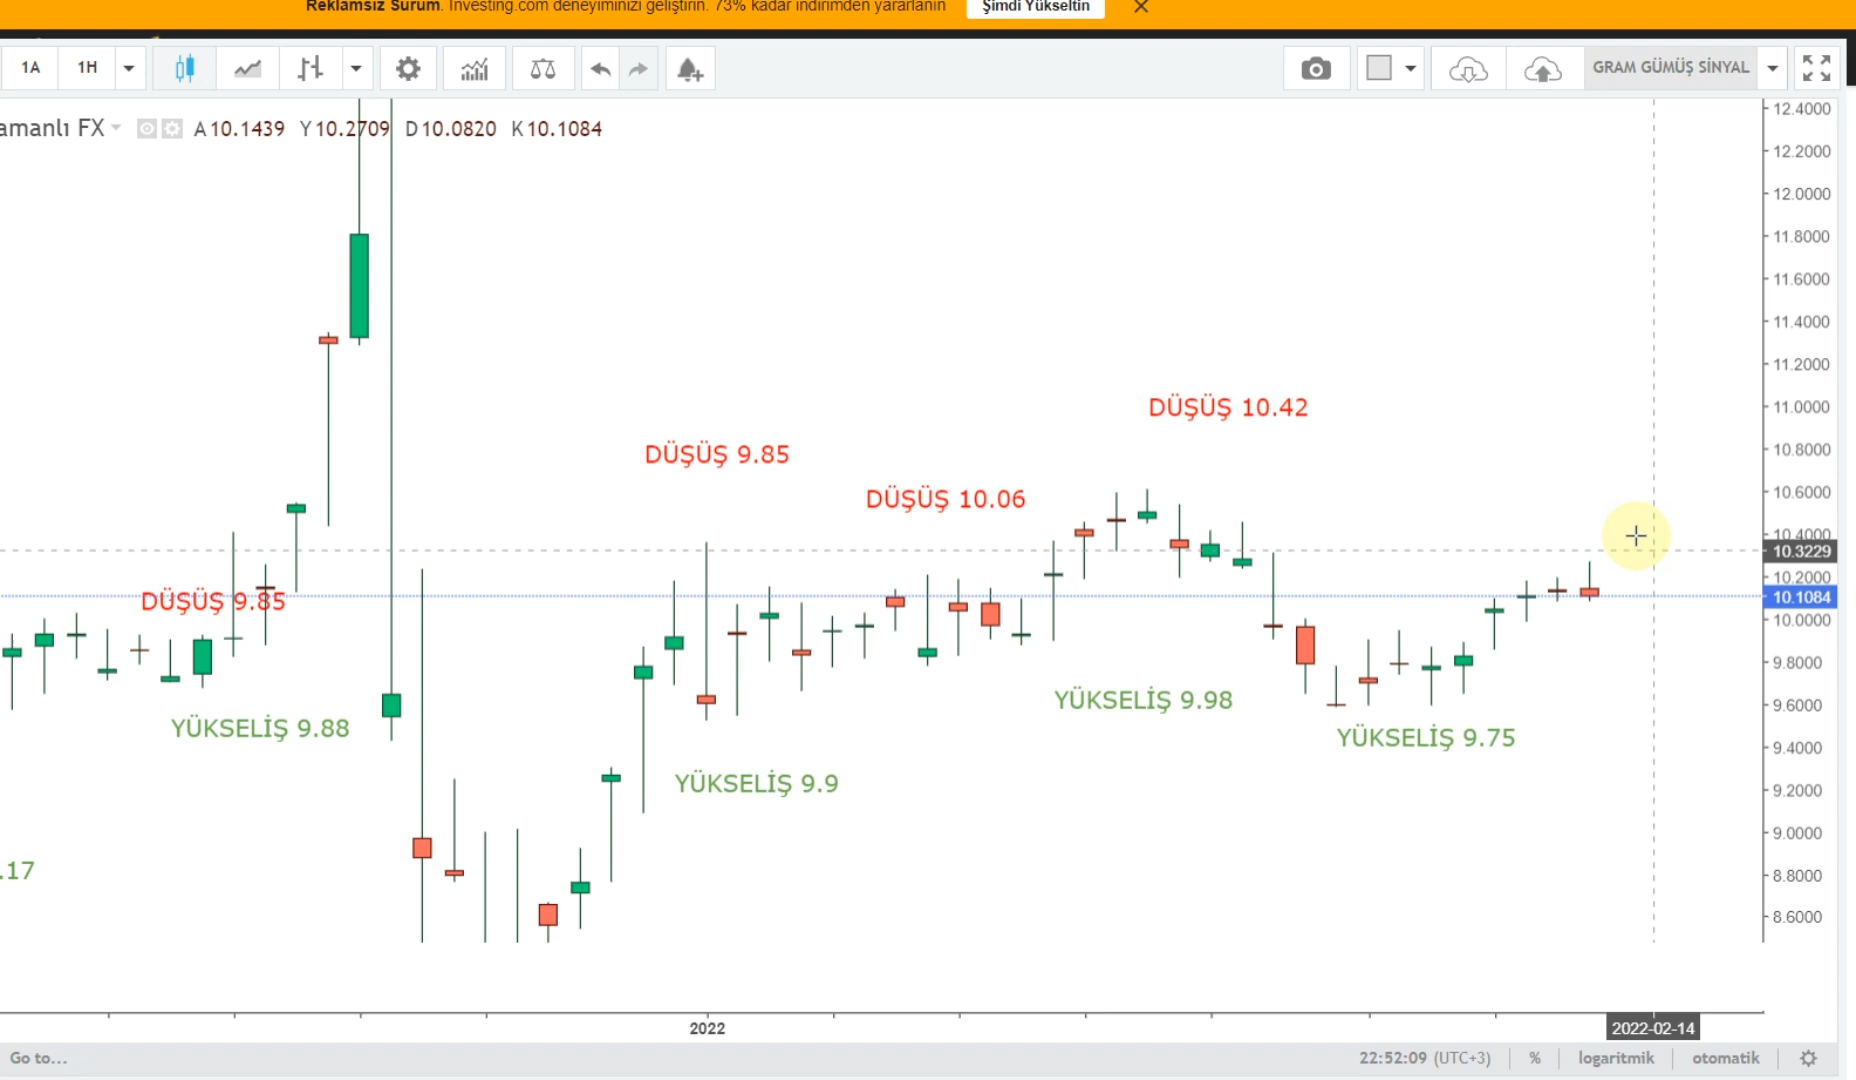 Reklamsız Sürüm. Investing.com deneyiminizi geliştirin. 73% kadar indirimden yararlanın
Şimdi Yükseltin
1A 1H
GRAM GÜMÜŞ SİNYAL
amanlı FX A10.1439 Y10.2709 D10.0820 K10.1084
12.4000
12.2000
12.0000
11.8000
11.6000
11.4000
11.2000
11.0000
10.8000
10.6000
10.4000
10.3229
10.2000
10.1084
10.0000
9.8000
9.6000
9.4000
9.2000
9.0000
8.8000
8.6000
DÜŞÜŞ 10.42
DÜŞÜŞ 9.85
DÜŞÜŞ 10.06
DÜŞÜŞ 9.85
YÜKSELİŞ 9.98
YÜKSELİŞ 9.88
YÜKSELİŞ 9.75
YÜKSELİŞ 9.9
.17
2022
2022-02-14
Go to...
22:52:09 (UTC+3) % logaritmik otomatik